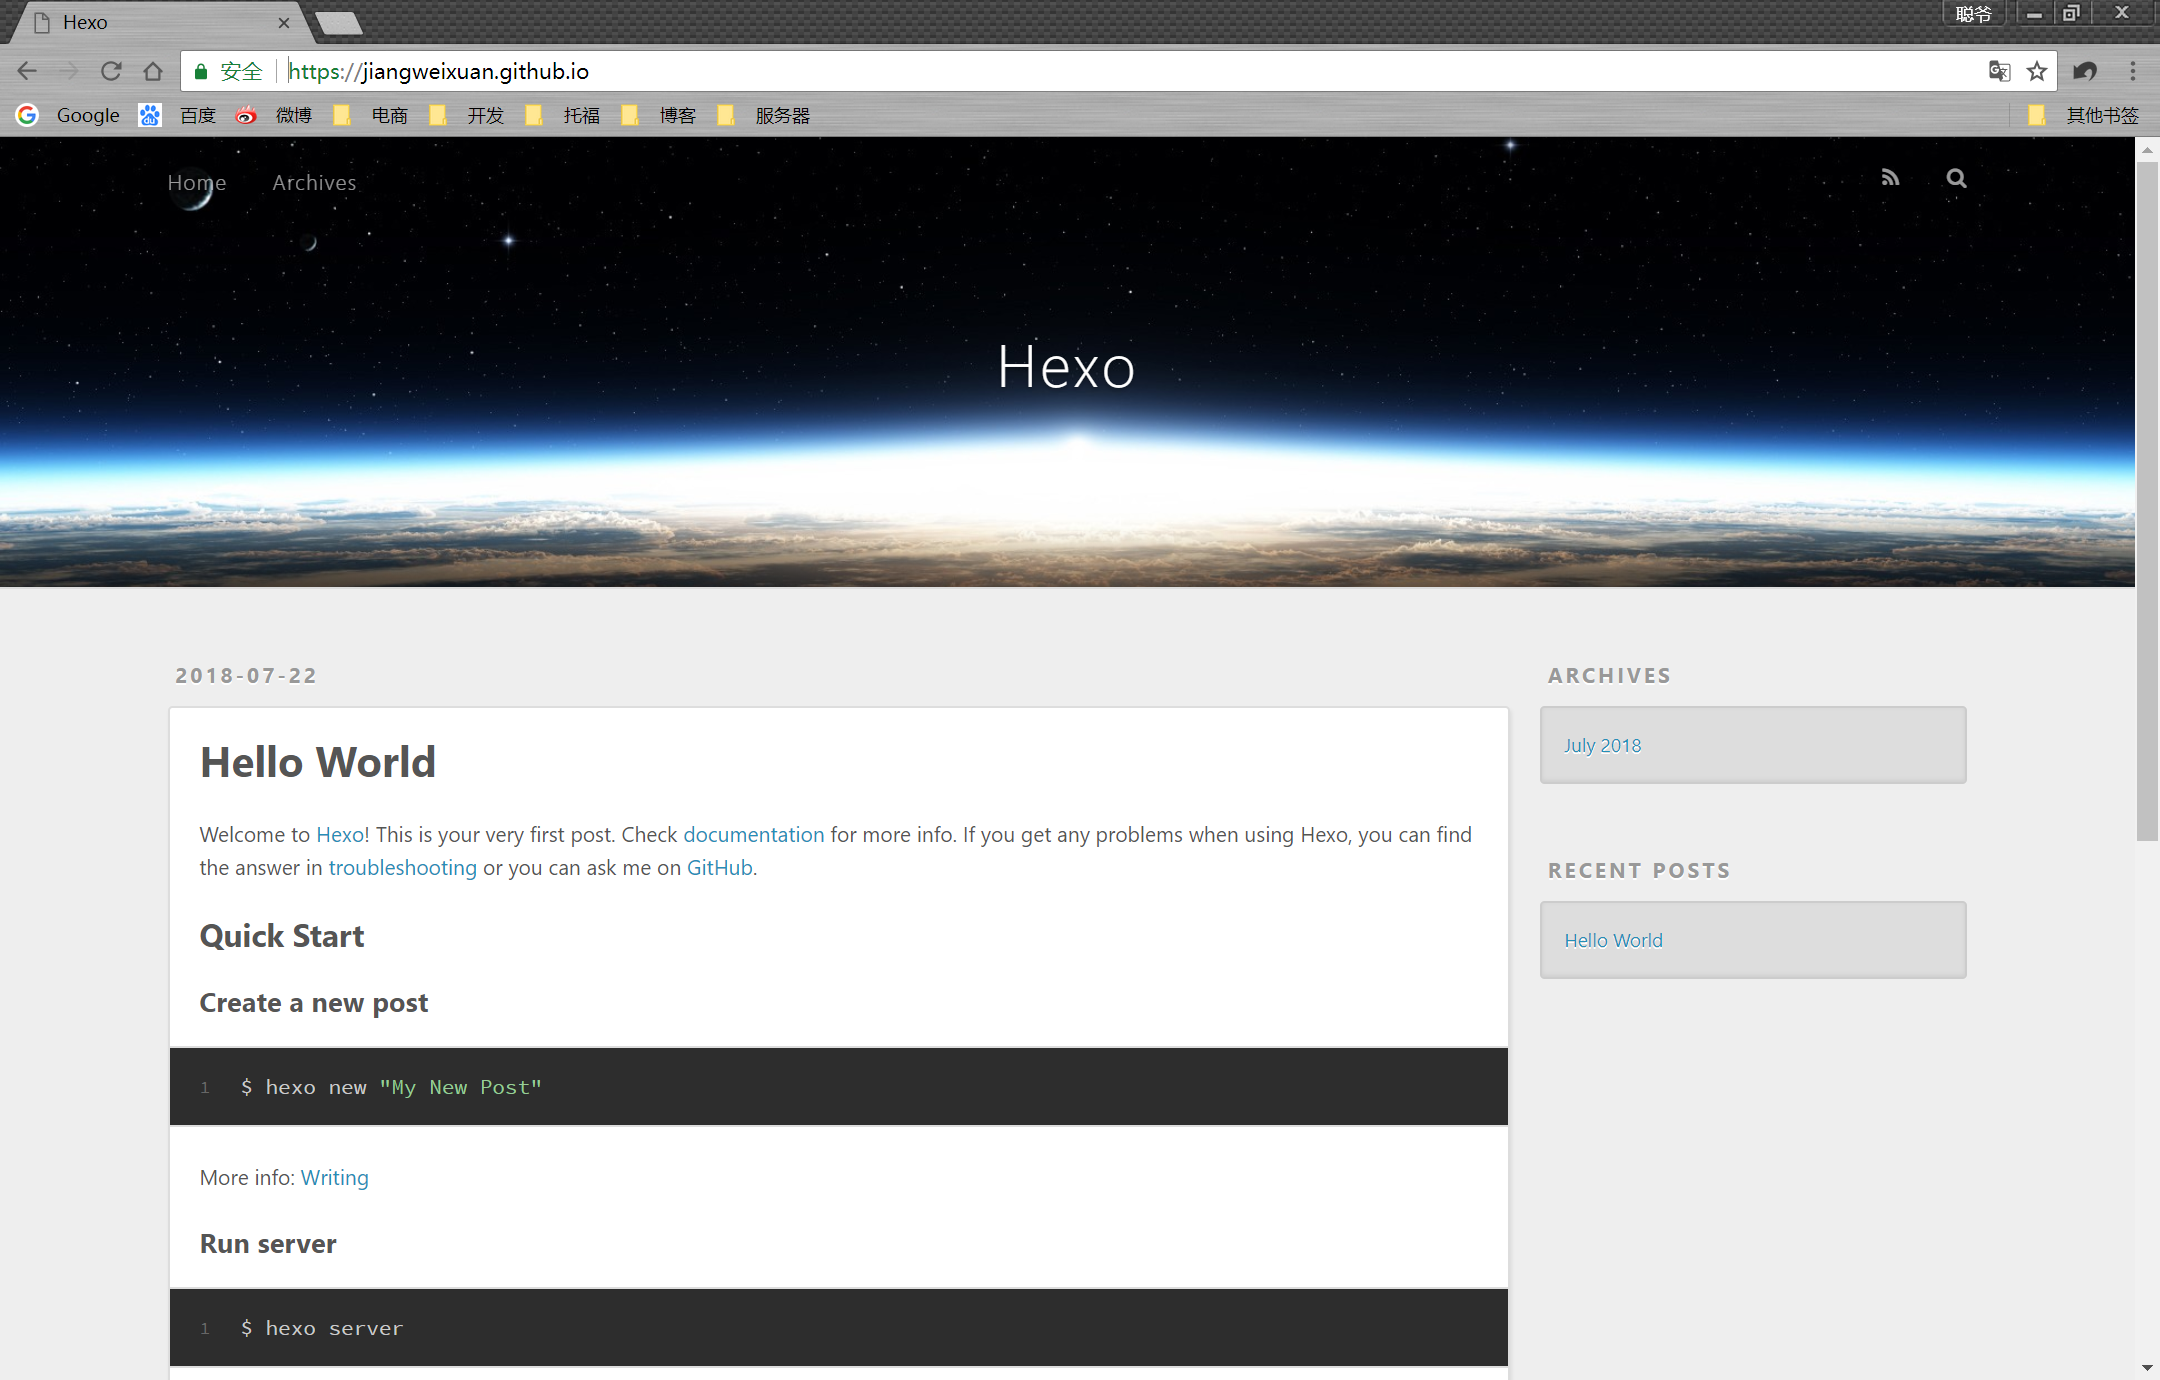 Hexo
聪爷
安全
https://jiangweixuan.github.io
Google 百度 微博 电商 开发 托福 博客 服务器 其他书签
Home Archives
Hexo
2018-07-22
Hello World
Welcome to Hexo! This is your very first post. Check documentation for more info. If you get any problems when using Hexo, you can find
the answer in troubleshooting or you can ask me on GitHub.
Quick Start
Create a new post
1 $ hexo new "My New Post"
More info: Writing
Run server
1 $ hexo server
ARCHIVES
July 2018
RECENT POSTS
Hello World